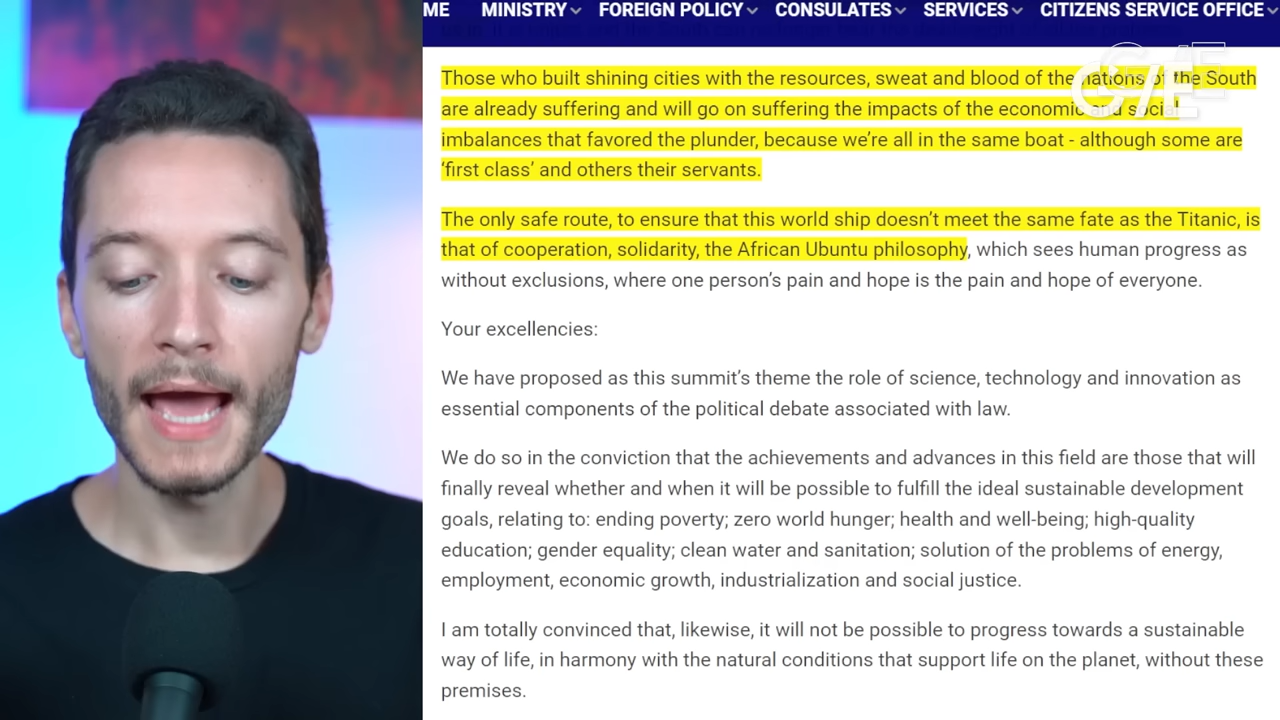 ME MINISTRY FOREIGN POLICY CONSULATES SERVICES CITIZENS SERVICE OFFICE
Those who built shining cities with the resources, sweat and blood of the nations of the South
are already suffering and will go on suffering the impacts of the economic and social
imbalances that favored the plunder, because we’re all in the same boat - although some are
‘first class’ and others their servants.
The only safe route, to ensure that this world ship doesn’t meet the same fate as the Titanic, is
that of cooperation, solidarity, the African Ubuntu philosophy, which sees human progress as
without exclusions, where one person’s pain and hope is the pain and hope of everyone.
Your excellencies:
We have proposed as this summit’s theme the role of science, technology and innovation as
essential components of the political debate associated with law.
We do so in the conviction that the achievements and advances in this field are those that will
finally reveal whether and when it will be possible to fulfill the ideal sustainable development
goals, relating to: ending poverty; zero world hunger; health and well-being; high-quality
education; gender equality; clean water and sanitation; solution of the problems of energy,
employment, economic growth, industrialization and social justice.
I am totally convinced that, likewise, it will not be possible to progress towards a sustainable
way of life, in harmony with the natural conditions that support life on the planet, without these
premises.